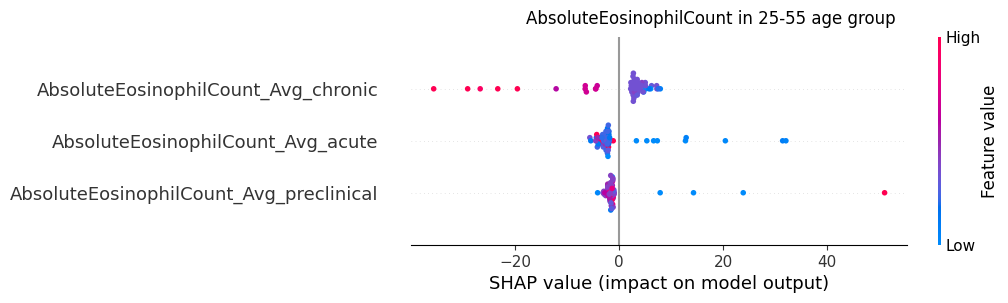 AbsoluteEosinophilCount in 25-55 age group
High
AbsoluteEosinophilCount_Avg_chronic
AbsoluteEosinophilCount_Avg_acute
AbsoluteEosinophilCount_Avg_preclinical
Feature value
Low
−20 0 20 40
SHAP value (impact on model output)